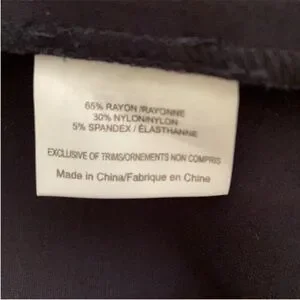 65% RAYON/RAYONNE
30% NYLON/NYLON
5% SPANDEX / ÉLASTHANNE
EXCLUSIVE OF TRIMS/ORNEMENTS NON COMPRIS
Made in China/Fabrique en Chine